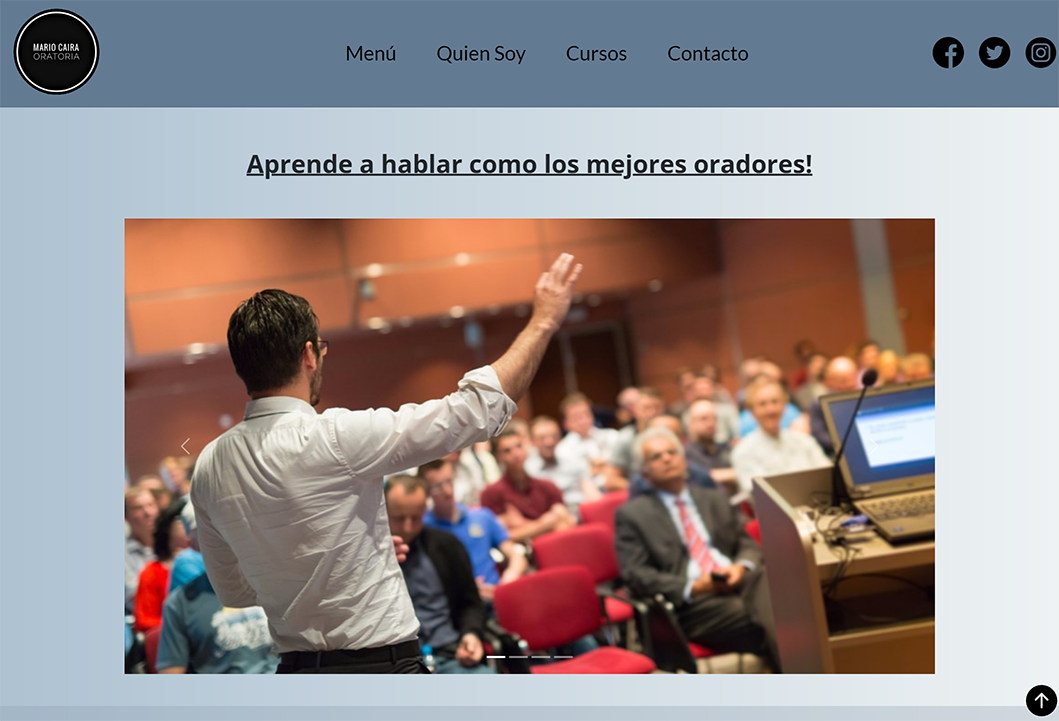 MARIO CAIRA
ORATORIA
Menú Quien Soy Cursos Contacto
Aprende a hablar como los mejores oradores!